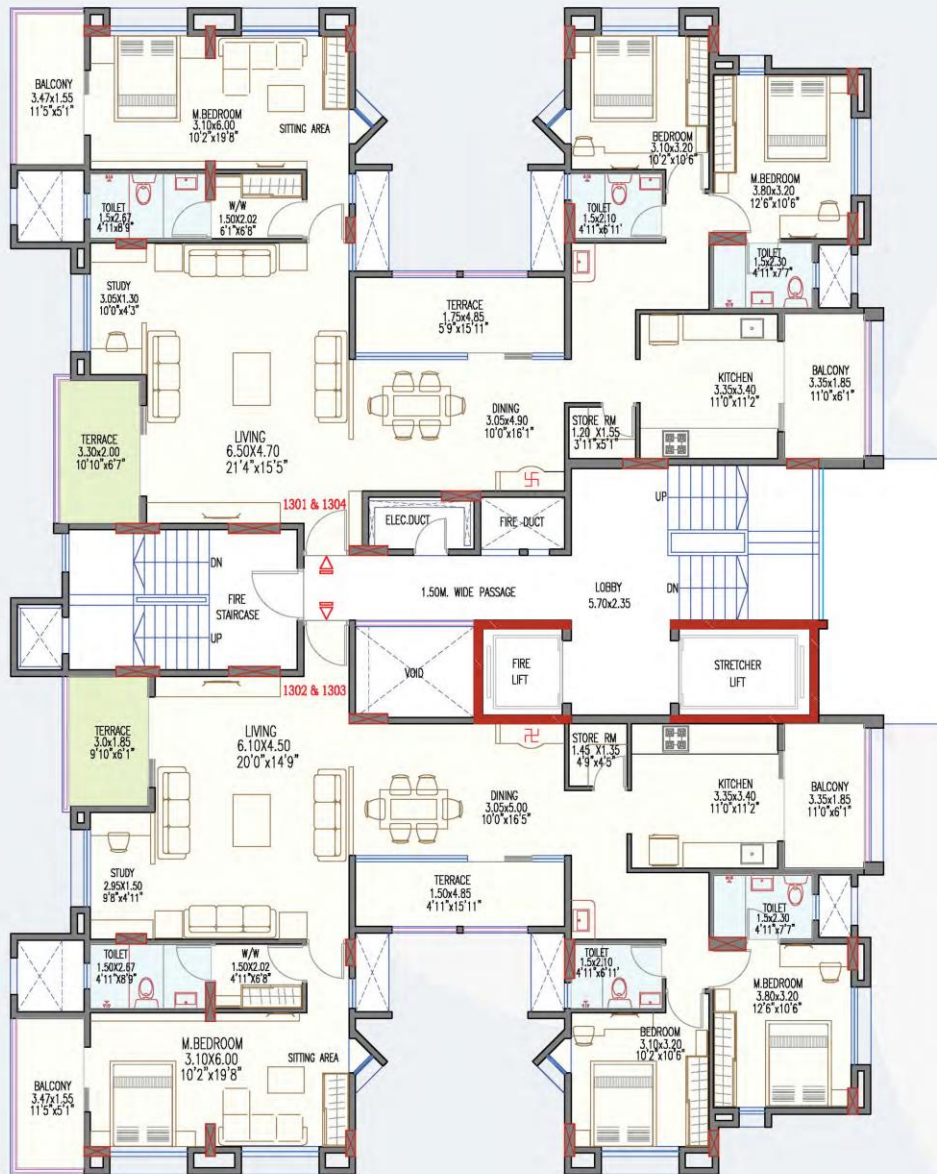 BALCONY
3.47x1.55
11'5"x5'1"
M.BEDROOM
3.10x6.00
10'2"x19'8"
SITTING AREA
BEDROOM
3.10x3.20
10'2"x10'6"
M.BEDROOM
3.80x3.20
12'6"x10'6"
TOILET
1.5x2.67
4'11x8'9"
W/W
1.50X2.02
6'1"X6'8"
TOILET
1.5x2.10
4'11"x6'11'
TOILET
1.5x2.30
4'11"x7'7"
STUDY
3.05X1.30
10'0"x4'3"
TERRACE
1.75x4.85
5'9"x15'11"
KITCHEN
3.35x3.40
11'0"x11'2"
BALCONY
3.35x1.85
11'0"x6'1"
DINING
3.05x4.90
10'0"x16'1"
STORE RM
1.20 X1.55
3'11"x5'1"
TERRACE
3.30x2.00
10'10"x6'7"
LIVING
6.50X4.70
21'4"x15'5"
卐
1301 & 1304
ELEC.DUCT
FIRE DUCT
UP
DN
FIRE
STAIRCASE
UP
1.50M. WIDE PASSAGE
LOBBY
5.70x2.35
DN
VOID
FIRE
LIFT
STRETCHER
LIFT
1302 & 1303
TERRACE
3.0x1.85
9'10"x6'1"
LIVING
6.10X4.50
20'0"x14'9"
卍
STORE RM
1.45 X1.35
4'9"x4'5"
KITCHEN
3.35x3.40
11'0"x11'2"
BALCONY
3.35x1.85
11'0"x6'1"
DINING
3.05x5.00
10'0"x16'5"
STUDY
2.95X1.50
9'8"x4'11"
TERRACE
1.50x4.85
4'11"x15'11"
TOILET
1.5x2.30
4'11"x7'7"
TOILET
1.50X2.67
4'11"X8'9"
W/W
1.50X2.02
4'11"X6'8"
TOILET
1.5x2.10
4'11"x6'11'
M.BEDROOM
3.80x3.20
12'6"x10'6"
M.BEDROOM
3.10X6.00
10'2"x19'8"
SITTING AREA
BEDROOM
3.10x3.20
10'2"x10'6"
BALCONY
3.47x1.55
11'5"x5'1"